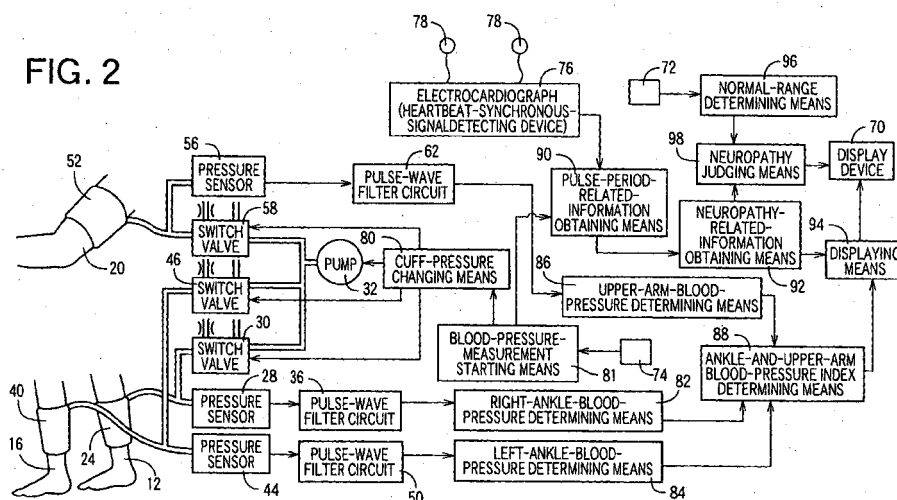 FIG. 2
78
78
76
ELECTROCARDIOGRAPH
(HEARTBEAT-SYNCHRONOUS-
SIGNALDETECTING DEVICE)
72
96
NORMAL-RANGE
DETERMINING MEANS
52
56
PRESSURE
SENSOR
62
PULSE-WAVE
FILTER CIRCUIT
90
PULSE-PERIOD-
RELATED-
INFORMATION
OBTAINING MEANS
98
NEUROPATHY
JUDGING MEANS
70
DISPLAY
DEVICE
58
SWITCH
VALVE
20
80
CUFF-PRESSURE
CHANGING MEANS
PUMP
32
NEUROPATHY-
RELATED-
INFORMATION
OBTAINING MEANS
92
94
DISPLAYING
MEANS
46
SWITCH
VALVE
86
UPPER-ARM-BLOOD-
PRESSURE DETERMINING MEANS
30
SWITCH
VALVE
BLOOD-PRESSURE-
MEASUREMENT
STARTING MEANS
81
74
88
ANKLE-AND-UPPER-ARM
BLOOD-PRESSURE INDEX
DETERMINING MEANS
40
28
PRESSURE
SENSOR
36
PULSE-WAVE
FILTER CIRCUIT
82
RIGHT-ANKLE-BLOOD-
PRESSURE DETERMINING MEANS
16
24
12
PRESSURE
SENSOR
44
PULSE-WAVE
FILTER CIRCUIT
50
LEFT-ANKLE-BLOOD-
PRESSURE DETERMINING MEANS
84